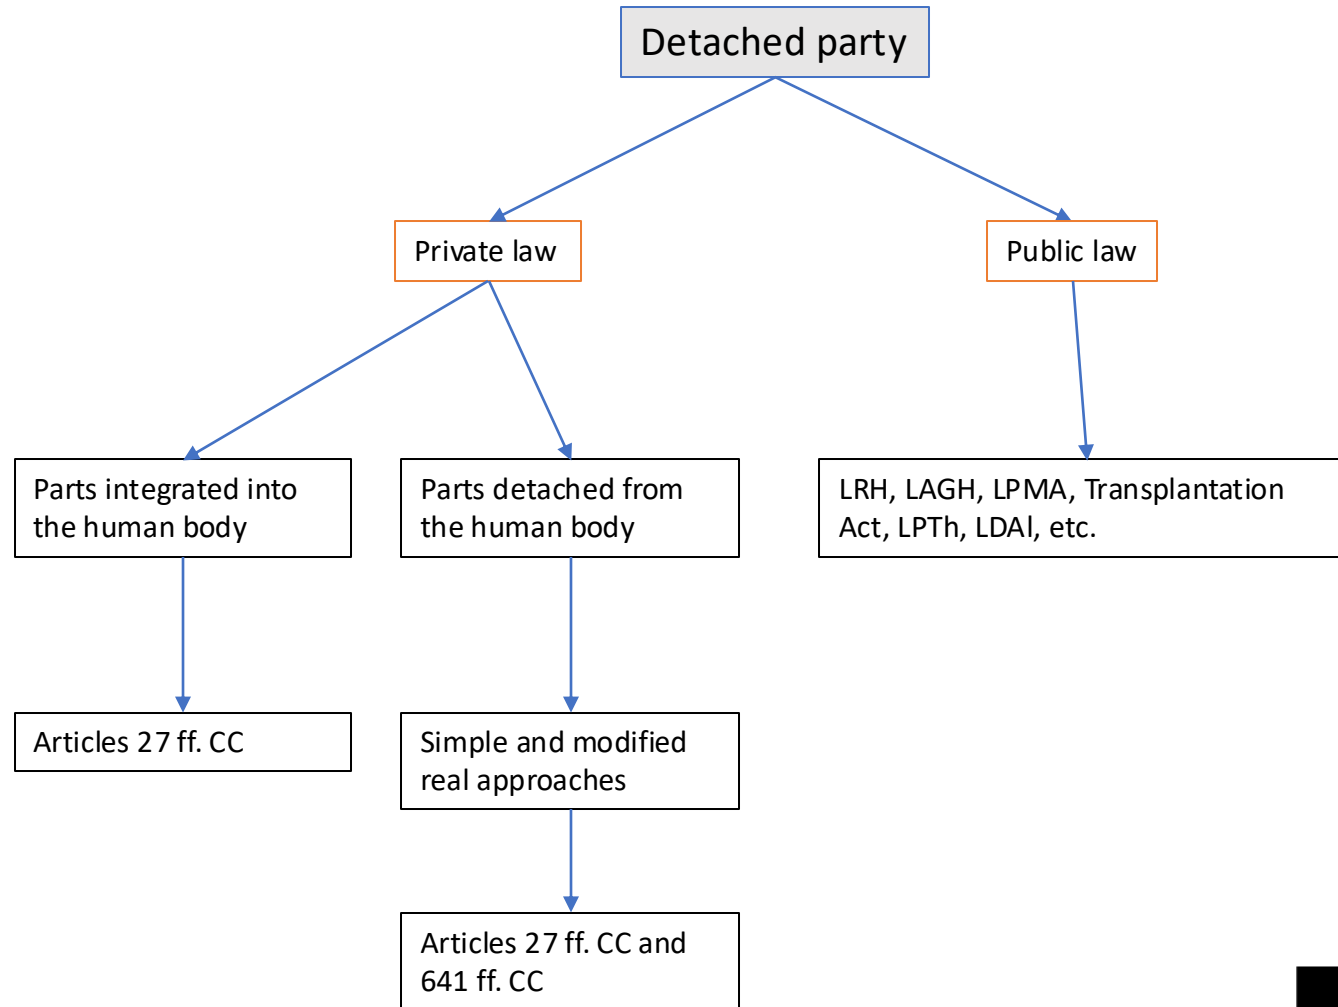 Detached party
Private law
Public law
Parts integrated into
the human body
Parts detached from
the human body
LRH, LAGH, LPMA, Transplantation
Act, LPTh, LDAl, etc.
Articles 27 ff. CC
Simple and modified
real approaches
Articles 27 ff. CC and
641 ff. CC